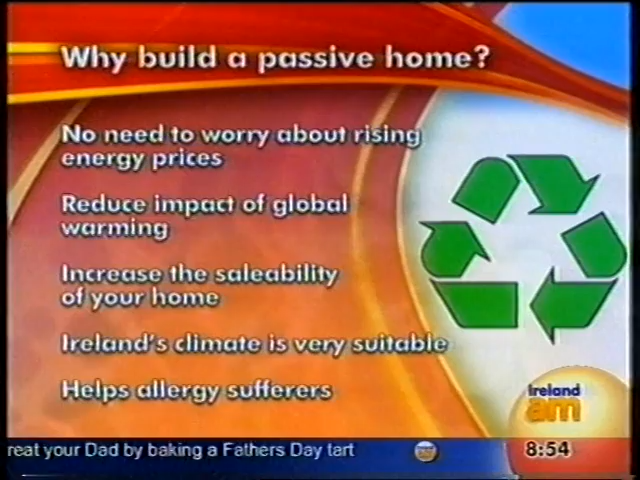 Why build a passive home?
No need to worry about rising
energy prices
Reduce impact of global
warming
Increase the saleability
of your home
Ireland's climate is very suitable
Helps allergy sufferers
Ireland
am
reat your Dad by baking a Fathers Day tart
8:54